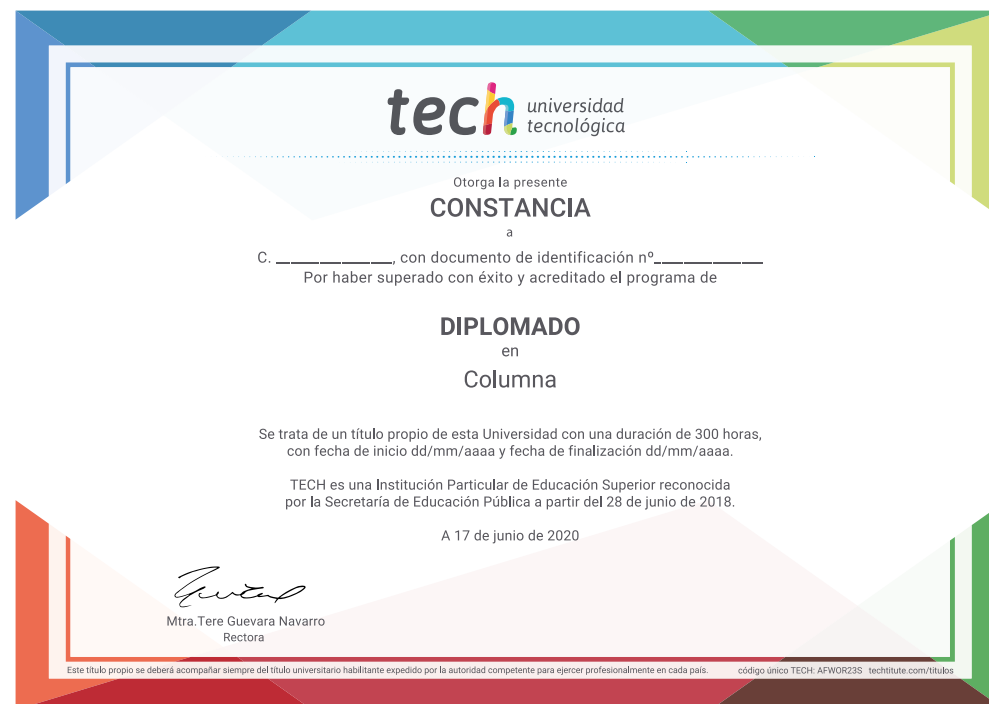 tech universidad
tecnológica
Otorga la presente
CONSTANCIA
a
C. ______________, con documento de identificación nº_____________
Por haber superado con éxito y acreditado el programa de
DIPLOMADO
en
Columna
Se trata de un título propio de esta Universidad con una duración de 300 horas,
con fecha de inicio dd/mm/aaaa y fecha de finalización dd/mm/aaaa.
TECH es una Institución Particular de Educación Superior reconocida
por la Secretaría de Educación Pública a partir del 28 de junio de 2018.
A 17 de junio de 2020
Mtra.Tere Guevara Navarro
Rectora
Este título propio se deberá acompañar siempre del título universitario habilitante expedido por la autoridad competente para ejercer profesionalmente en cada país. código único TECH: AFWOR23S techtitute.com/titulos